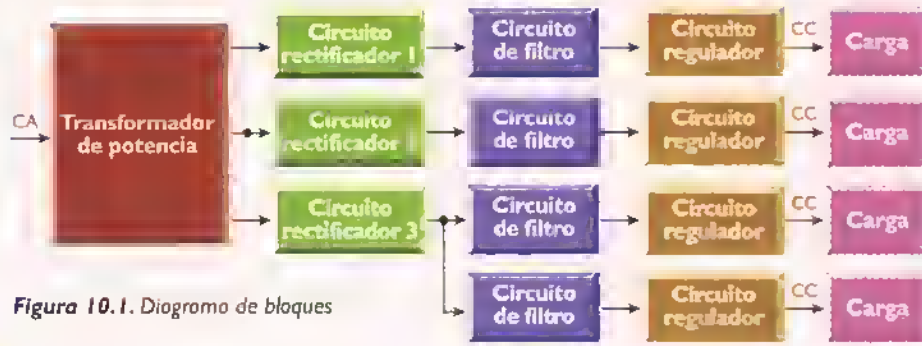 CA
Transformador
de potencia
Circuito
rectificador 1
Circuito
de filtro
Circuito
regulador
CC
Carga
Circuito
rectificador
Circuito
de filtro
Circuito
regulador
CC
Carga
Circuito
rectificador 3
Circuito
de filtro
Circuito
regulador
CC
Carga
Circuito
de filtro
Circuito
regulador
CC
Carga
Figura 10.1. Diogromo de bloques